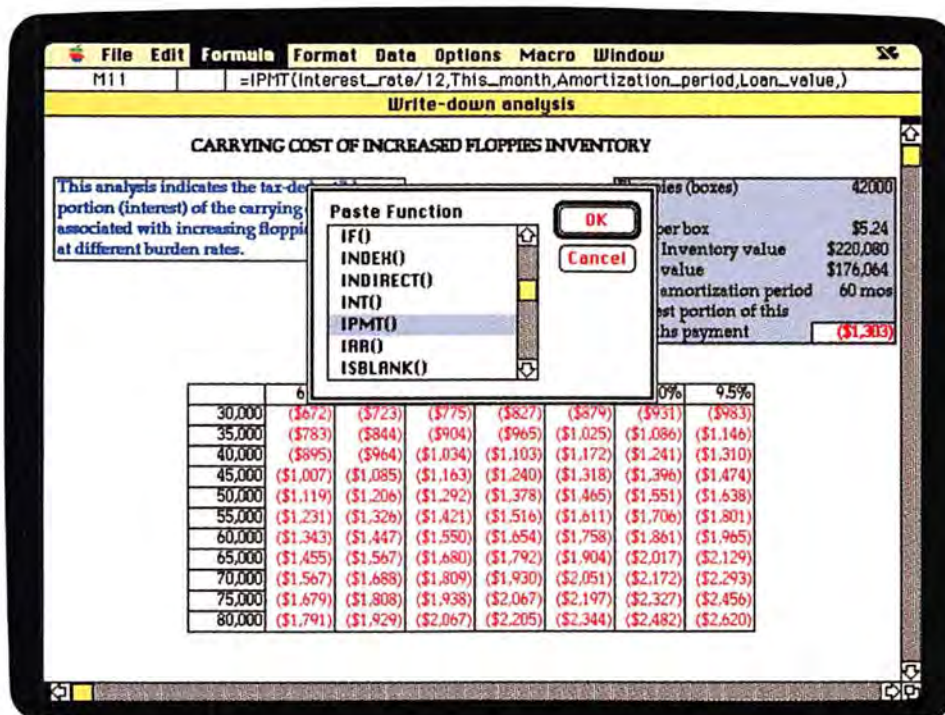 File Edit Formula Format Data Options Macro Window
M11 =IPMT(Interest_rate/12,This_month,Amortization_period,Loan_value,)
Write-down analysis
CARRYING COST OF INCREASED FLOPPIES INVENTORY
This analysis indicates the tax-
portion (interest) of the carrying
associated with increasing
at different burden rates.
Paste Function
IF()
INDEX()
INDIRECT()
INT()
IPMT()
IRR()
ISBLANK()
OK
Cancel
(boxes) 42000
per box $5.24
Inventory value $220,080
value $176,064
amortization period 60 mos
portion of this
payment ($1,303)
6 0% 9.5%
30,000 ($672) ($723) ($775) ($827) ($879) ($931) ($983)
35,000 ($783) ($844) ($904) ($965) ($1,025) ($1,086) ($1,146)
40,000 ($895) ($964) ($1,034) ($1,103) ($1,172) ($1,241) ($1,310)
45,000 ($1,007) ($1,085) ($1,163) ($1,240) ($1,318) ($1,396) ($1,474)
50,000 ($1,119) ($1,206) ($1,292) ($1,378) ($1,465) ($1,551) ($1,638)
55,000 ($1,231) ($1,326) ($1,421) ($1,516) ($1,611) ($1,706) ($1,801)
60,000 ($1,343) ($1,447) ($1,550) ($1,654) ($1,758) ($1,861) ($1,965)
65,000 ($1,455) ($1,567) ($1,680) ($1,792) ($1,904) ($2,017) ($2,129)
70,000 ($1,567) ($1,688) ($1,809) ($1,930) ($2,051) ($2,172) ($2,293)
75,000 ($1,679) ($1,808) ($1,938) ($2,067) ($2,197) ($2,327) ($2,456)
80,000 ($1,791) ($1,929) ($2,067) ($2,205) ($2,344) ($2,482) ($2,620)